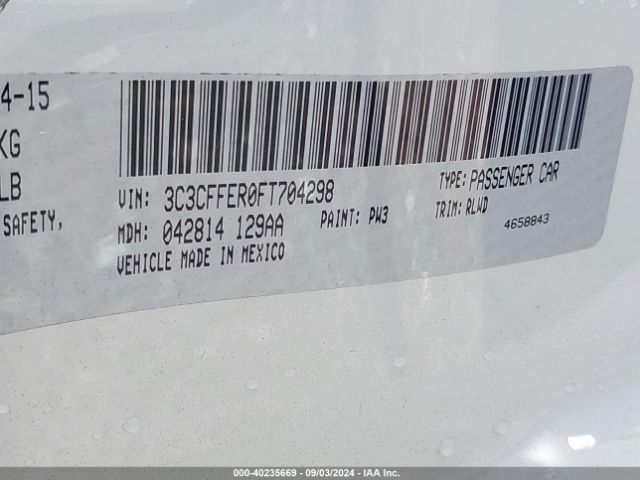 4-15
KG
LB
SAFETY,
VIN: 3C3CFFER0FT704298
TYPE: PASSENGER CAR
MDH: 042814 129AA
PAINT: PW3
TRIM: RLWD
VEHICLE MADE IN MEXICO
4658843
000-40235669 - 09/03/2024 - IAA Inc.